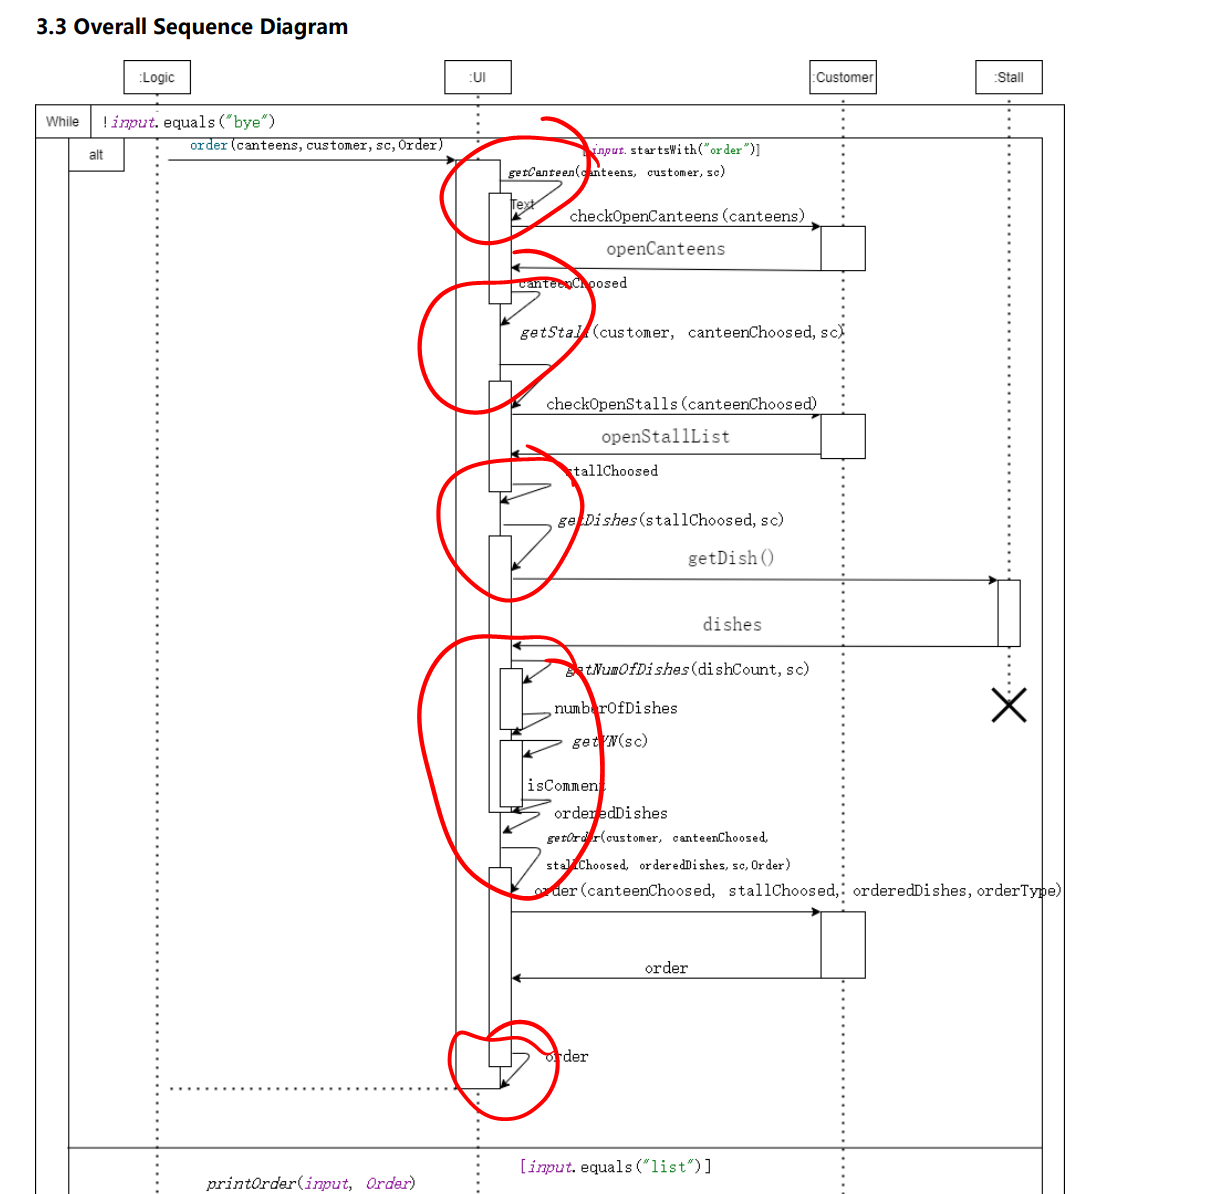 3.3 Overall Sequence Diagram
:Logic
:UI
:Customer
:Stall
While
!input.equals("bye")
alt
order(canteens,customer,sc,Order)
[input.startsWith("order")]
getCanteen(canteens, customer,sc)
Text
checkOpenCanteens(canteens)
openCanteens
canteenChoosed
getStall(customer, canteenChoosed,sc)
checkOpenStalls(canteenChoosed)
openStallList
stallChoosed
getDishes(stallChoosed,sc)
getDish()
dishes
getNumOfDishes(dishCount,sc)
numberOfDishes
getYN(sc)
isComment
orderedDishes
getOrder(customer, canteenChoosed,
stallChoosed, orderedDishes,sc,Order)
order(canteenChoosed, stallChoosed, orderedDishes,orderType)
order
order
[input.equals("list")]
printOrder(input, Order)